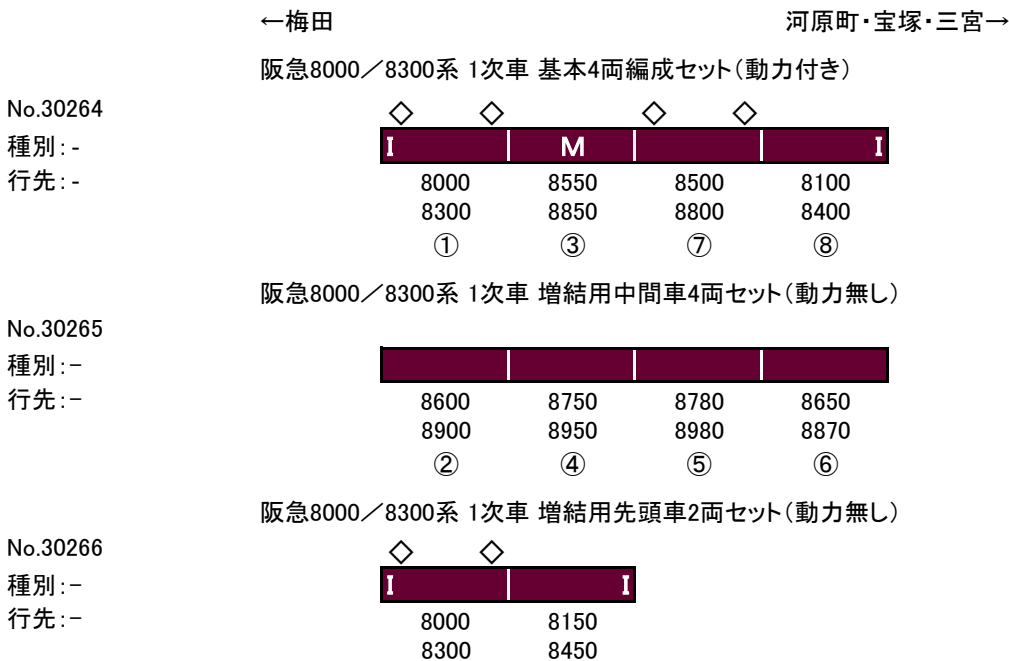 ←梅田 河原町・宝塚・三宮→
阪急8000／8300系 1次車 基本4両編成セット（動力付き）
No.30264
種別：-
I M I
行先：-
8000 8550 8500 8100
8300 8850 8800 8400
① ③ ⑦ ⑧
阪急8000／8300系 1次車 増結用中間車4両セット（動力無し）
No.30265
種別：−
行先：−
8600 8750 8780 8650
8900 8950 8980 8870
② ④ ⑤ ⑥
阪急8000／8300系 1次車 増結用先頭車2両セット（動力無し）
No.30266
種別：−
I I
行先：−
8000 8150
8300 8450